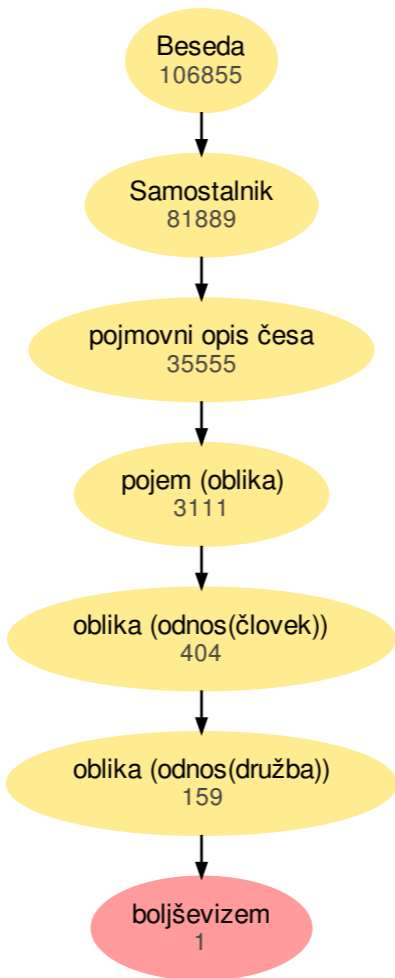 Beseda
106855
Samostalnik
81889
pojmovni opis česa
35555
pojem (oblika)
3111
oblika (odnos(človek))
404
oblika (odnos(družba))
159
boljševizem
1